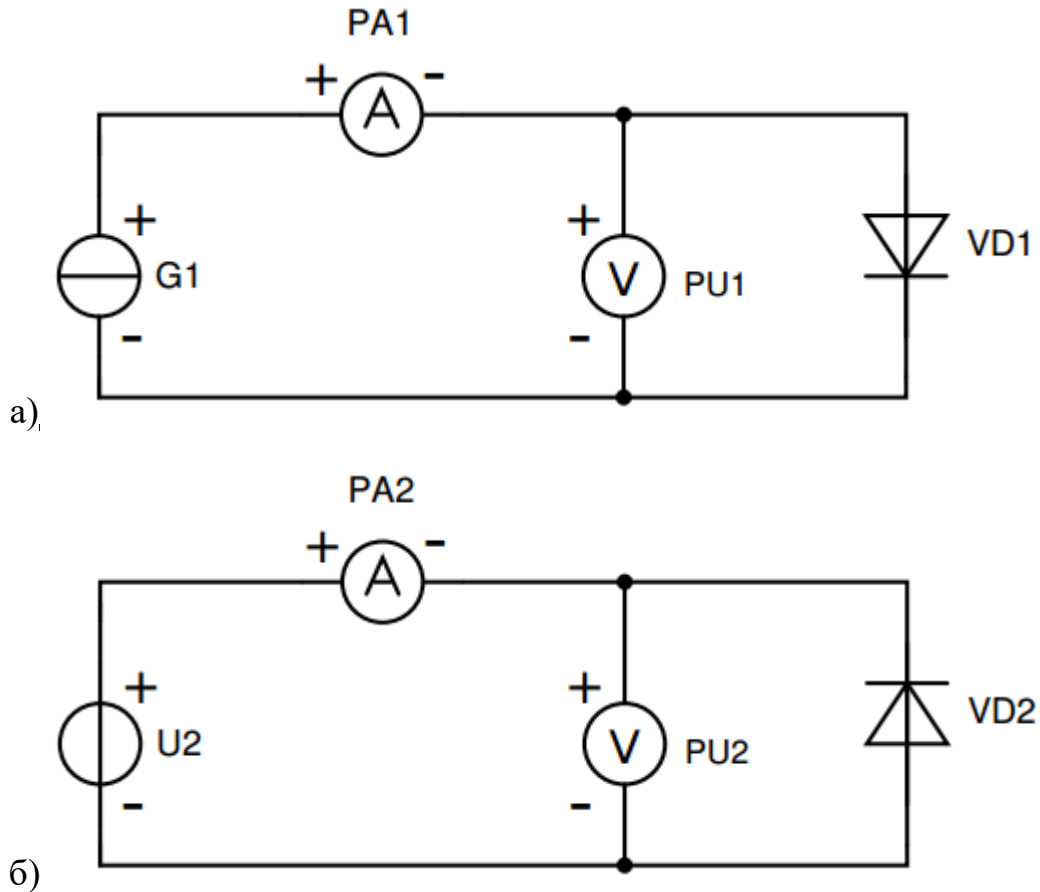 PA1
+ A -
+ G1 -
+ V PU1 -
VD1
а)
PA2
+ A -
+ U2 -
+ V PU2 -
VD2
б)